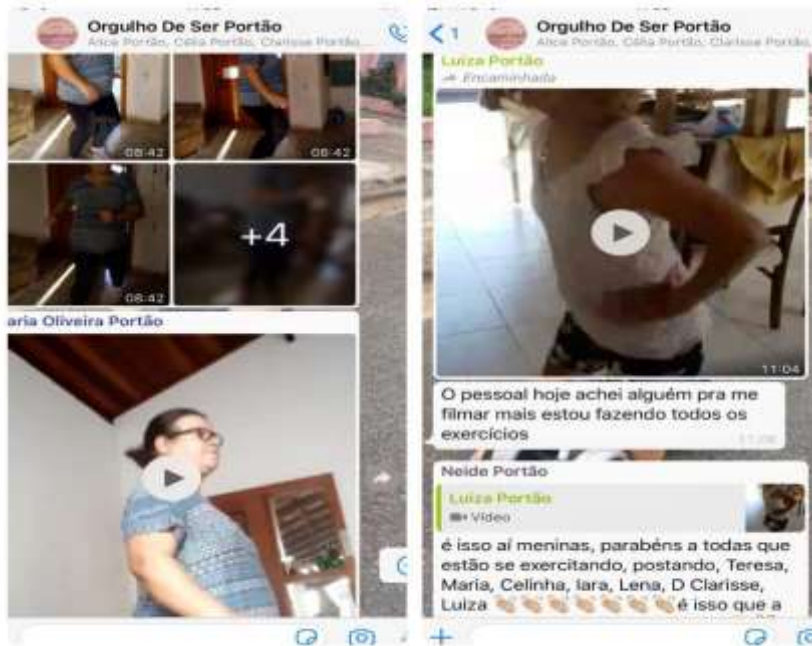 Orgulho De Ser Portão
Alice Portão, Célia Portão, Clarisse Portão...
08:42
08:42
08:42
+4
aria Oliveira Portão
1
Orgulho De Ser Portão
Alice Portão, Célia Portão, Clarisse Portão
Luiza Portão
Encaminhada
11:04
O pessoal hoje achei alguém pra me
filmar mais estou fazendo todos os
exercícios
Neide Portão
Luiza Portão
Vídeo
é isso aí meninas, parabéns a todas que
estão se exercitando, postando, Teresa,
Maria, Celinha, Iara, Lena, D Clarisse,
Luiza 👏🏼👏🏼👏🏼👏🏼👏🏼👏🏼👏🏼é isso que a